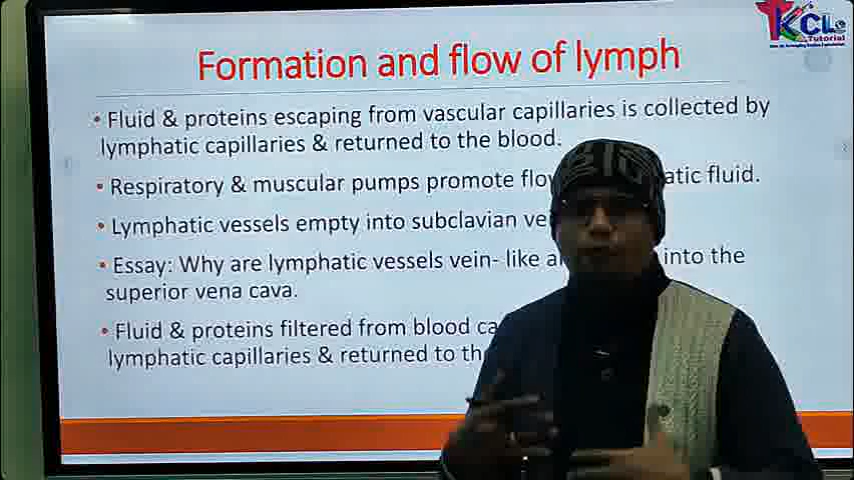 KCL
Tutorial
Formation and flow of lymph
• Fluid & proteins escaping from vascular capillaries is collected by
lymphatic capillaries & returned to the blood.
• Respiratory & muscular pumps promote flo atic fluid.
• Lymphatic vessels empty into subclavian ve
• Essay: Why are lymphatic vessels vein- like a into the
superior vena cava.
• Fluid & proteins filtered from blood ca
lymphatic capillaries & returned to th